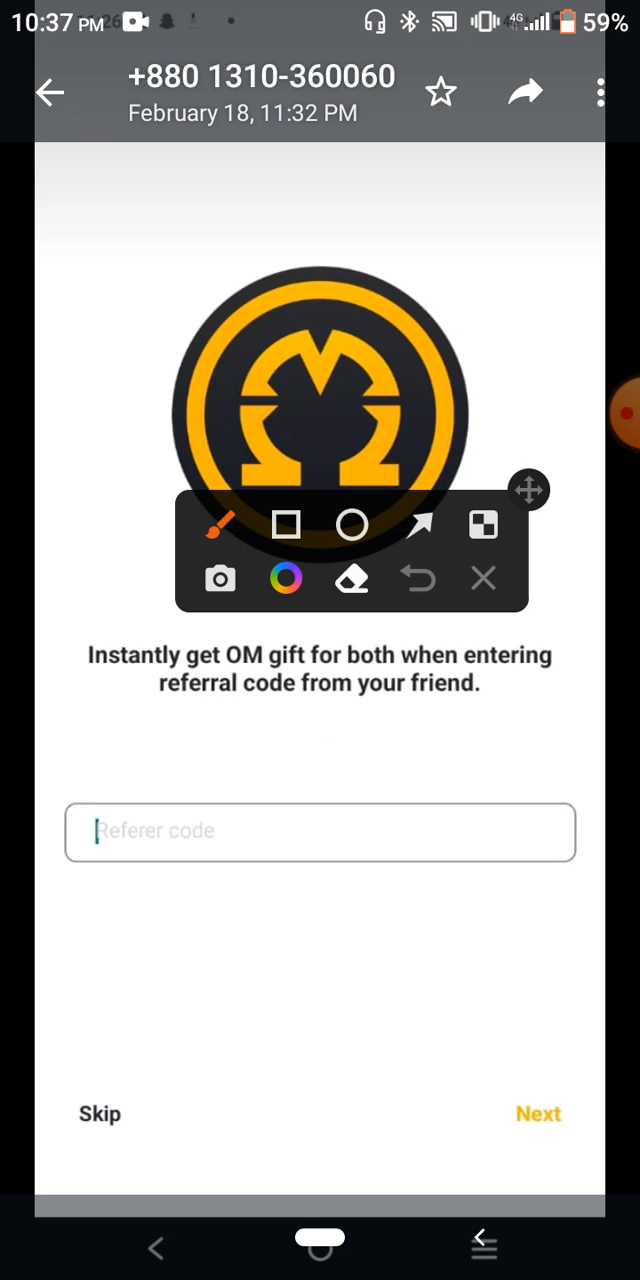 10:37 PM
4G
59%
+880 1310-360060
February 18, 11:32 PM
Instantly get OM gift for both when entering
referral code from your friend.
Referer code
Skip
Next